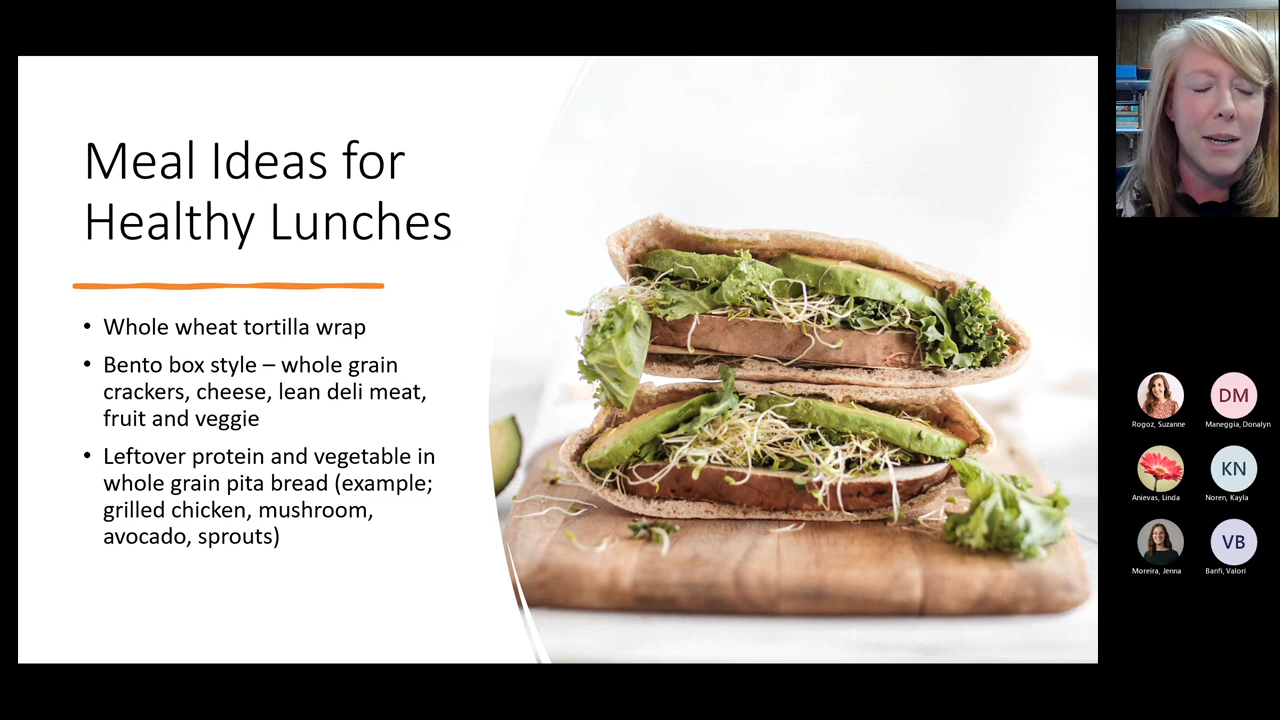 Meal Ideas for
Healthy Lunches
• Whole wheat tortilla wrap
• Bento box style – whole grain
crackers, cheese, lean deli meat,
fruit and veggie
• Leftover protein and vegetable in
whole grain pita bread (example;
grilled chicken, mushroom,
avocado, sprouts)
DM
Rogoz, Suzanne
Maneggia, Donalyn
KN
Anievas, Linda
Noren, Kayla
VB
Moreira, Jenna
Banfi, Valori